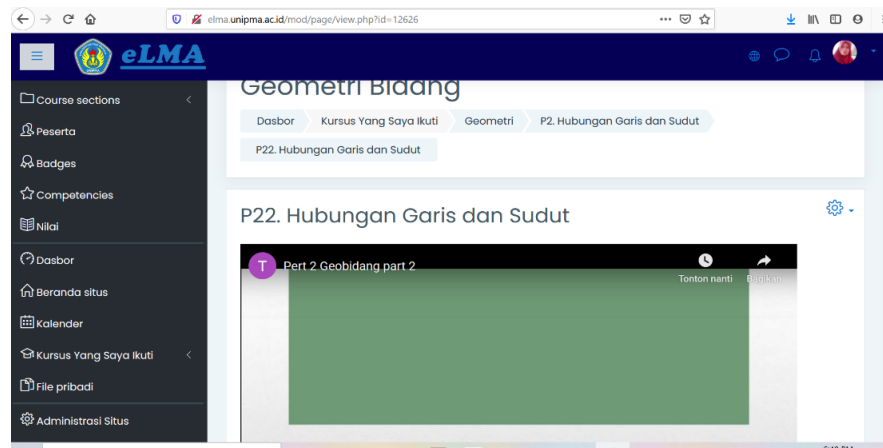 elma.unipma.ac.id/mod/page/view.php?id=12626
eLMA
Course sections
Peserta
Badges
Competencies
Nilai
Dasbor
Beranda situs
Kalender
Kursus Yang Saya Ikuti
File pribadi
Administrasi Situs
Geometri Bidang
Dasbor Kursus Yang Saya Ikuti Geometri P2. Hubungan Garis dan Sudut
P22. Hubungan Garis dan Sudut
P22. Hubungan Garis dan Sudut
T Pert 2 Geobidang part 2
Tonton nanti Bagikan